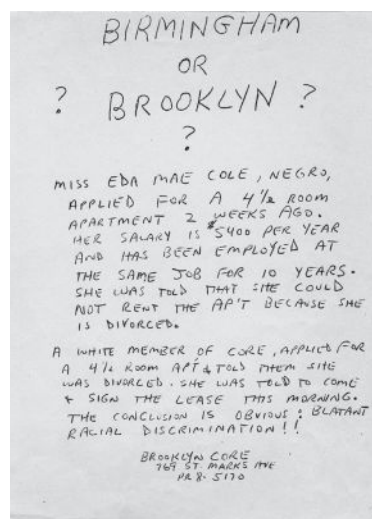 BIRMINGHAM
OR
? BROOKLYN ?
?
MISS EDA MAE COLE, NEGRO,
APPLIED FOR A 4½ ROOM
APARTMENT 2 WEEKS AGO.
HER SALARY IS $5400 PER YEAR
AND HAS BEEN EMPLOYED AT
THE SAME JOB FOR 10 YEARS.
SHE WAS TOLD THAT SHE COULD
NOT RENT THE AP'T BECAUSE SHE
IS DIVORCED.
A WHITE MEMBER OF CORE, APPLIED FOR
A 4½ ROOM APT & TOLD THEM SHE
WAS DIVORCED. SHE WAS TOLD TO COME
+ SIGN THE LEASE THIS MORNING.
THE CONCLUSION IS OBVIOUS: BLATANT
RACIAL DISCRIMINATION!!
BROOKLYN CORE
769 ST. MARKS AVE
PR 8-5170